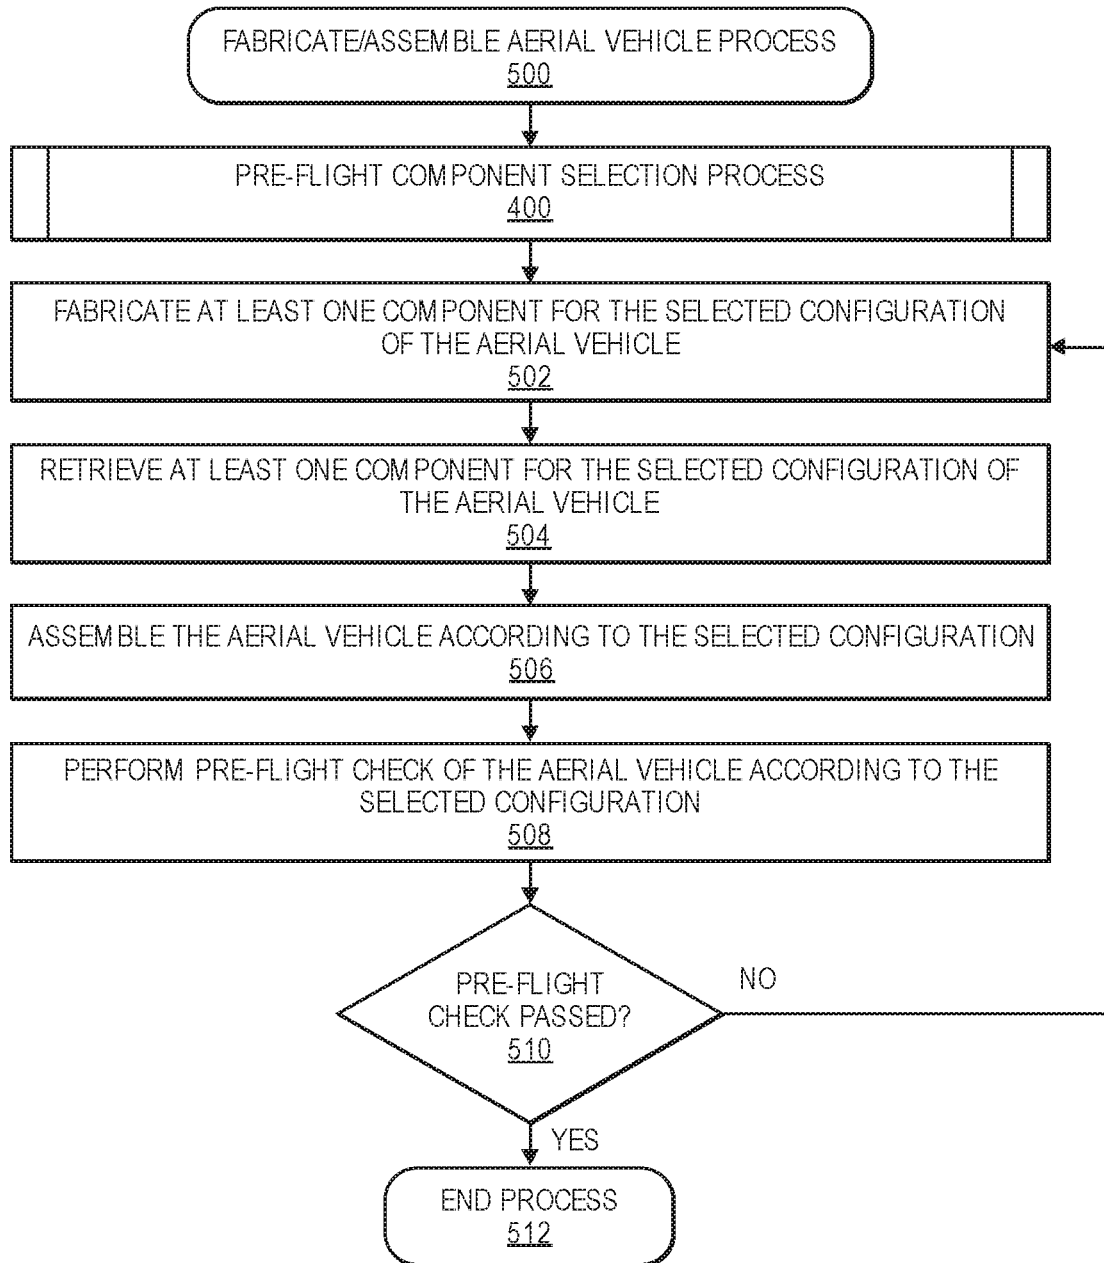 FABRICATE/ASSEMBLE AERIAL VEHICLE PROCESS
500
PRE-FLIGHT COMPONENT SELECTION PROCESS
400
FABRICATE AT LEAST ONE COMPONENT FOR THE SELECTED CONFIGURATION
OF THE AERIAL VEHICLE
502
RETRIEVE AT LEAST ONE COMPONENT FOR THE SELECTED CONFIGURATION OF
THE AERIAL VEHICLE
504
ASSEMBLE THE AERIAL VEHICLE ACCORDING TO THE SELECTED CONFIGURATION
506
PERFORM PRE-FLIGHT CHECK OF THE AERIAL VEHICLE ACCORDING TO THE
SELECTED CONFIGURATION
508
PRE-FLIGHT
CHECK PASSED?
510
NO
YES
END PROCESS
512